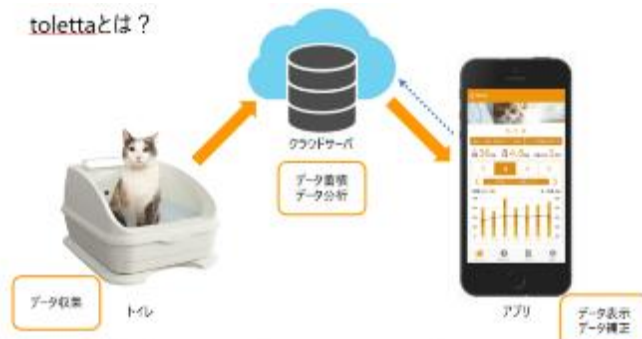 tolettaとは？
クラウドサーバ
データ蓄積
データ分析
データ収集
トイレ
アプリ
データ表示
データ補正